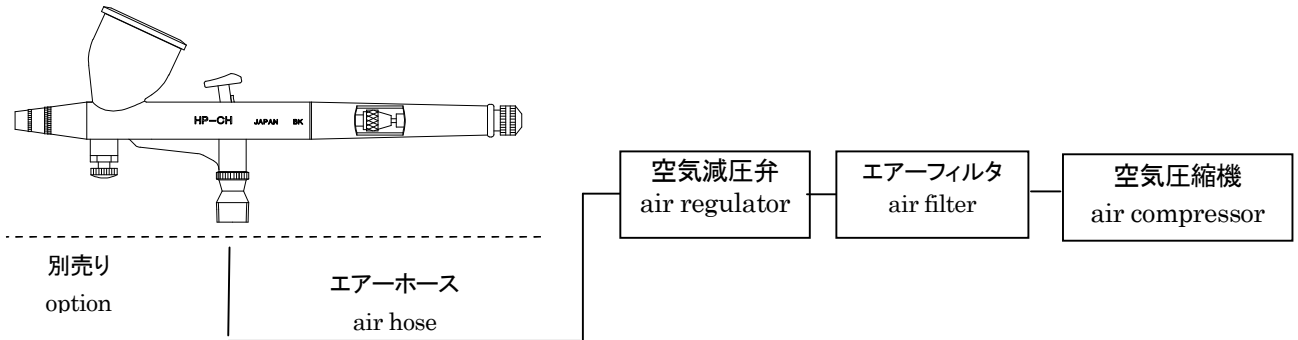 HP-CH JAPAN BK
空気減圧弁
air regulator
エアーフィルタ
air filter
空気圧縮機
air compressor
別売り
option
エアーホース
air hose